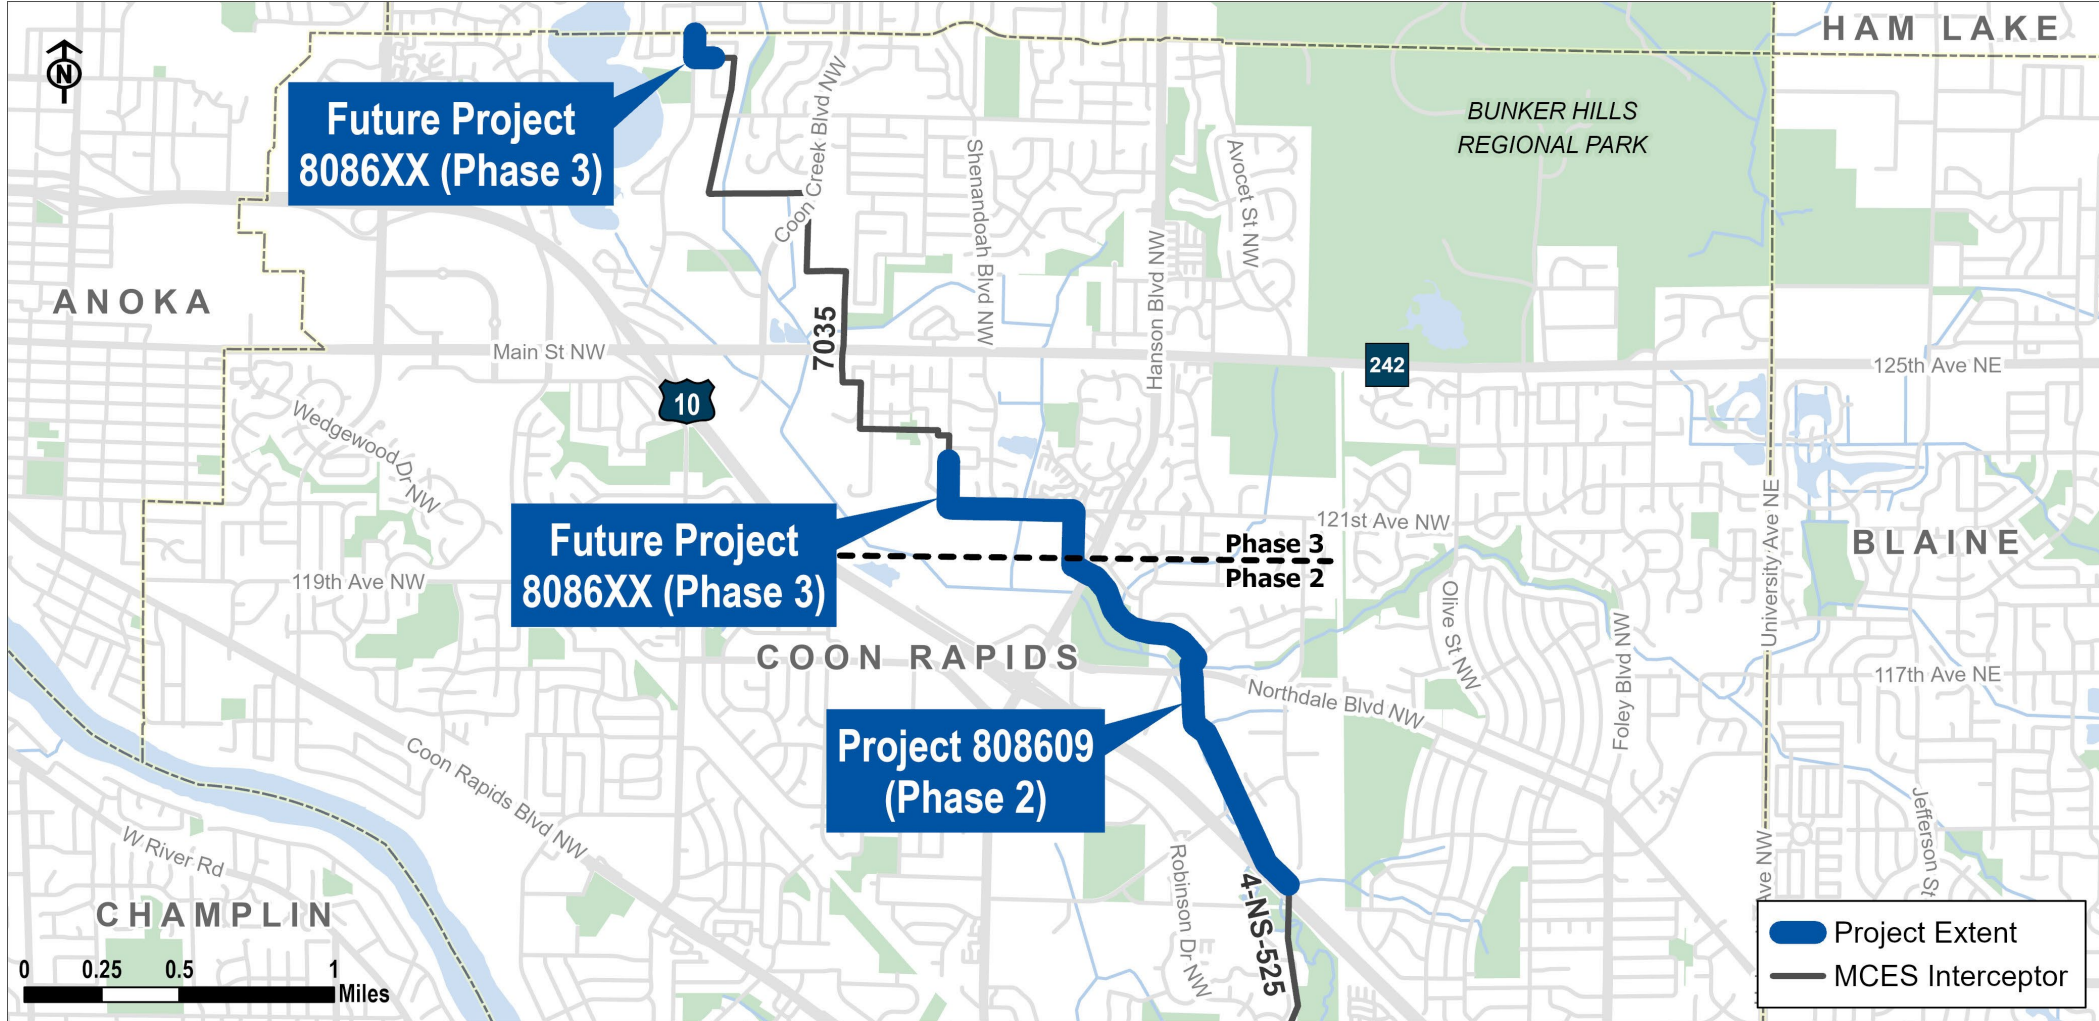 HAM LAKE
N
Future Project
8086XX (Phase 3)
BUNKER HILLS
REGIONAL PARK
Coon Creek Blvd NW
Shenandoah Blvd NW
Avocet St NW
Hanson Blvd NW
ANOKA
7035
Main St NW
242
125th Ave NE
10
Wedgewood Dr NW
University Ave NE
121st Ave NW
BLAINE
Future Project
8086XX (Phase 3)
Phase 3
Phase 2
119th Ave NW
Olive St NW
Foley Blvd NW
COON RAPIDS
117th Ave NE
Northdale Blvd NW
Project 808609
(Phase 2)
Coon Rapids Blvd NW
W River Rd
Jefferson St
Robinson Dr NW
4-NS-525
Ave NW
CHAMPLIN
Project Extent
MCES Interceptor
0 0.25 0.5 1
Miles